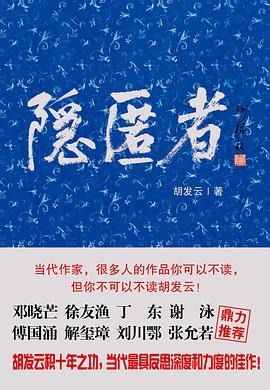 隐匿者
胡发云|著
当代作家，很多人的作品你可以不读，
但你不可以不读胡发云！
邓晓芒 徐友渔 丁 东 谢 泳
傅国涌 解玺璋 刘川鄂 张允若
鼎力
推荐
胡发云积十年之功，当代最具思想深度和力度的佳作！